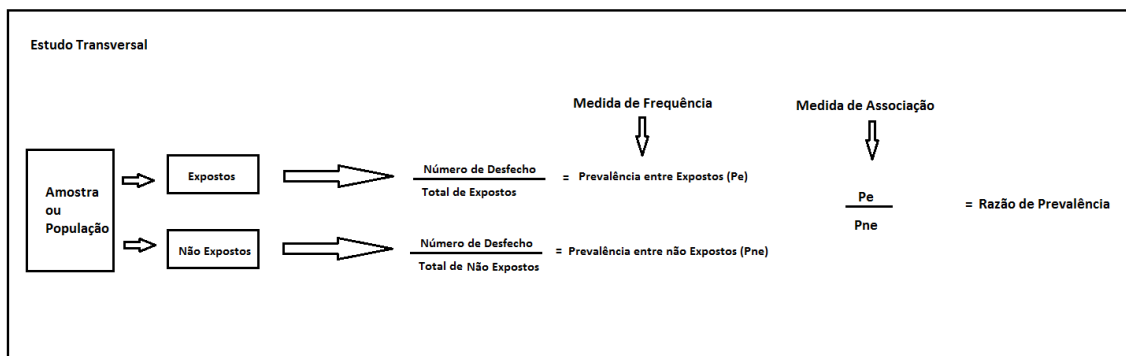 Estudo Transversal
Medida de Frequência
Medida de Associação
Amostra
ou
População
Expostos
Número de Desfecho
Total de Expostos
= Prevalência entre Expostos (Pe)
Pe
Pne
= Razão de Prevalência
Não Expostos
Número de Desfecho
Total de Não Expostos
= Prevalência entre não Expostos (Pne)